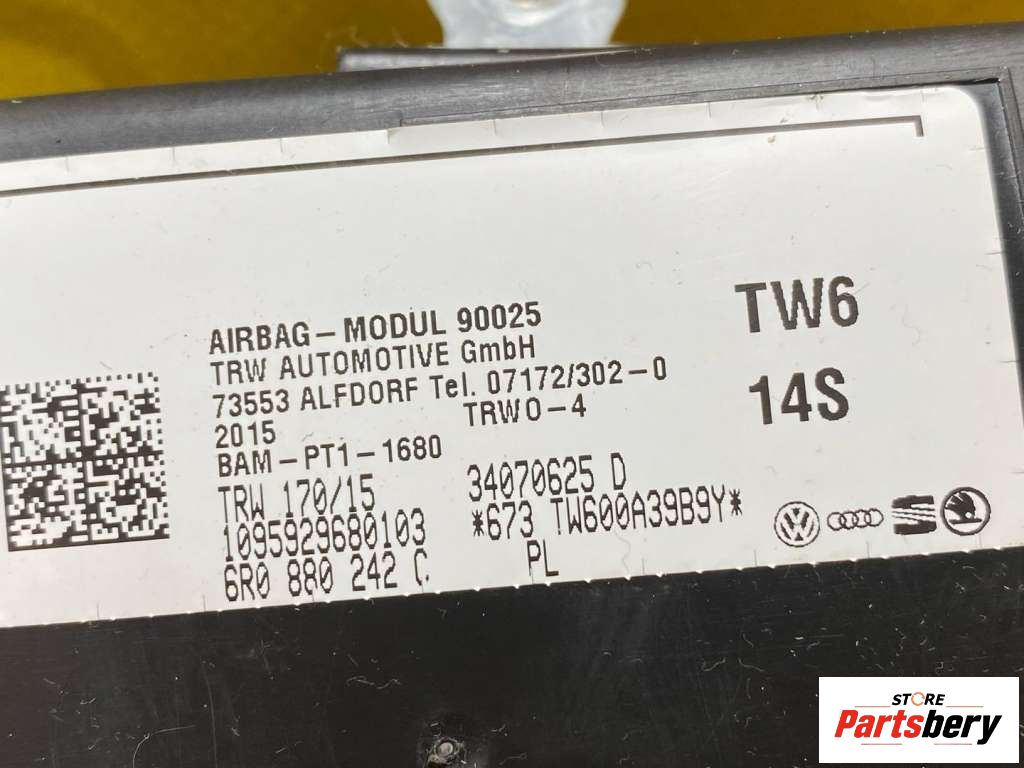 AIRBAG-MODUL 90025
TRW AUTOMOTIVE GmbH
73553 ALFDORF Tel. 07172/302-0
2015 TRWO-4
BAM-PT1-1680
TRW 170/15 34070625 D
1095929680103 *673 TW600A39B9Y*
6R0 880 242 C PL
TW6
14S
STORE
Partsbery